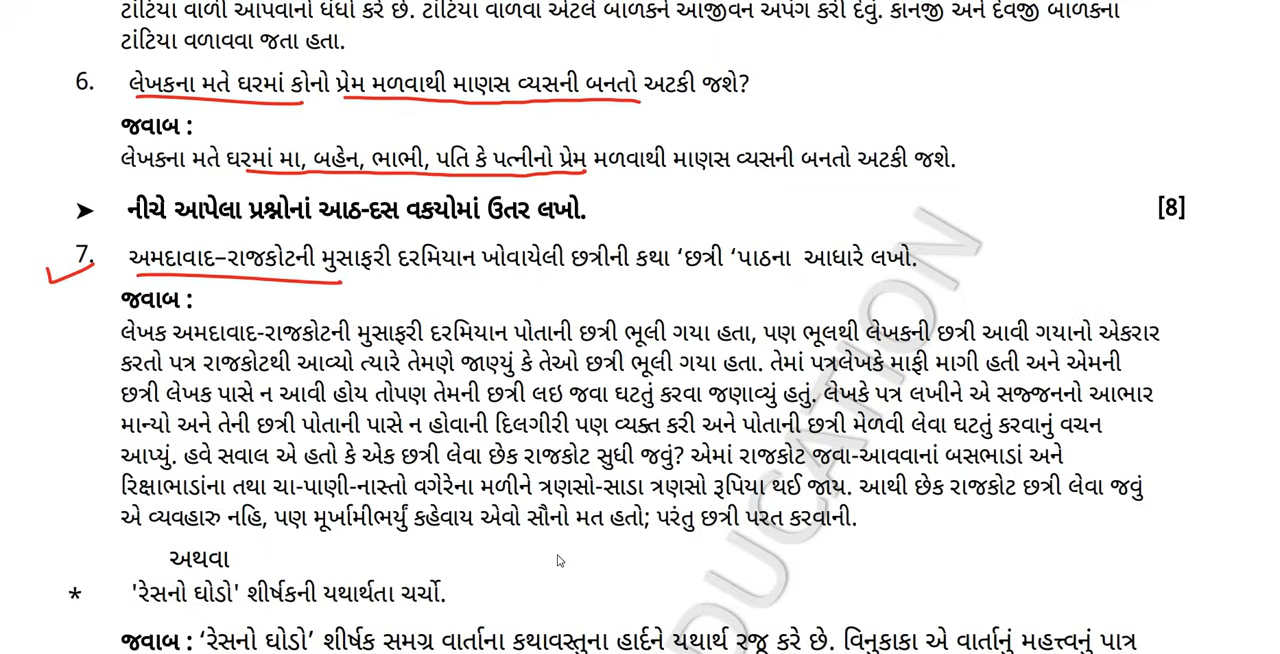 ટાંટિયા વાળી આપવાનો ધંધો કરે છે. ટાંટિયા વાળવા એટલે બાળકને આજીવન અપંગ કરી દેવું. કાનજી અને દેવજી બાળકના
ટાંટિયા વળાવવા જતા હતા.
6. લેખકના મતે ઘરમાં કોનો પ્રેમ મળવાથી માણસ વ્યસની બનતો અટકી જશે?
જવાબ :
લેખકના મતે ઘરમાં મા, બહેન, ભાભી, પતિ કે પત્નીનો પ્રેમ મળવાથી માણસ વ્યસની બનતો અટકી જશે.
➤ નીચે આપેલા પ્રશ્નોનાં આઠ-દસ વકયોમાં ઉતર લખો. [8]
7. અમદાવાદ–રાજકોટની મુસાફરી દરમિયાન ખોવાયેલી છત્રીની કથા ‘છત્રી ‘પાઠના આધારે લખો.
જવાબ :
લેખક અમદાવાદ-રાજકોટની મુસાફરી દરમિયાન પોતાની છત્રી ભૂલી ગયા હતા, પણ ભૂલથી લેખકની છત્રી આવી ગયાનો એકરાર
કરતો પત્ર રાજકોટથી આવ્યો ત્યારે તેમણે જાણ્યું કે તેઓ છત્રી ભૂલી ગયા હતા. તેમાં પત્રલેખકે માફી માગી હતી અને એમની
છત્રી લેખક પાસે ન આવી હોય તોપણ તેમની છત્રી લઇ જવા ઘટતું કરવા જણાવ્યું હતું. લેખકે પત્ર લખીને એ સજ્જનનો આભાર
માન્યો અને તેની છત્રી પોતાની પાસે ન હોવાની દિલગીરી પણ વ્યક્ત કરી અને પોતાની છત્રી મેળવી લેવા ઘટતું કરવાનું વચન
આપ્યું. હવે સવાલ એ હતો કે એક છત્રી લેવા છેક રાજકોટ સુધી જવું? એમાં રાજકોટ જવા-આવવાનાં બસભાડાં અને
રિક્ષાભાડાંના તથા ચા-પાણી-નાસ્તો વગેરેના મળીને ત્રણસો-સાડા ત્રણસો રૂપિયા થઈ જાય. આથી છેક રાજકોટ છત્રી લેવા જવું
એ વ્યવહારુ નહિ, પણ મૂર્ખામીભર્યું કહેવાય એવો સૌનો મત હતો; પરંતુ છત્રી પરત કરવાની.
અથવા
* 'રેસનો ઘોડો' શીર્ષકની યથાર્થતા ચર્ચો.
જવાબ : ‘રેસનો ઘોડો’ શીર્ષક સમગ્ર વાર્તાના કથાવસ્તુના હાર્દને યથાર્થ રજૂ કરે છે. વિનુકાકા એ વાર્તાનું મહત્ત્વનું પાત્ર
DUCATION